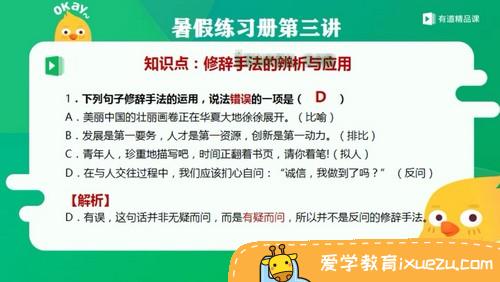 OKAY~
暑假练习册第三讲
有道精品课
知识点：修辞手法的辨析与应用
1．下列句子修辞手法的运用，说法错误的一项是（ D ）
A．美丽中国的壮丽画卷正在华夏大地徐徐展开。（比喻）
B．发展是第一要务，人才是第一资源，创新是第一动力。（排比）
C．青年人，珍重地描写吧，时间正翻着书页，请你着笔！（拟人）
D．在与人交往过程中，我们应该扪心自问：“诚信，我做到了吗？”（反问）
【解析】
D．有误，这句话并非无疑而问，而是有疑而问，所以并不是反问的修辞手法。
爱学教育ixuezu.com